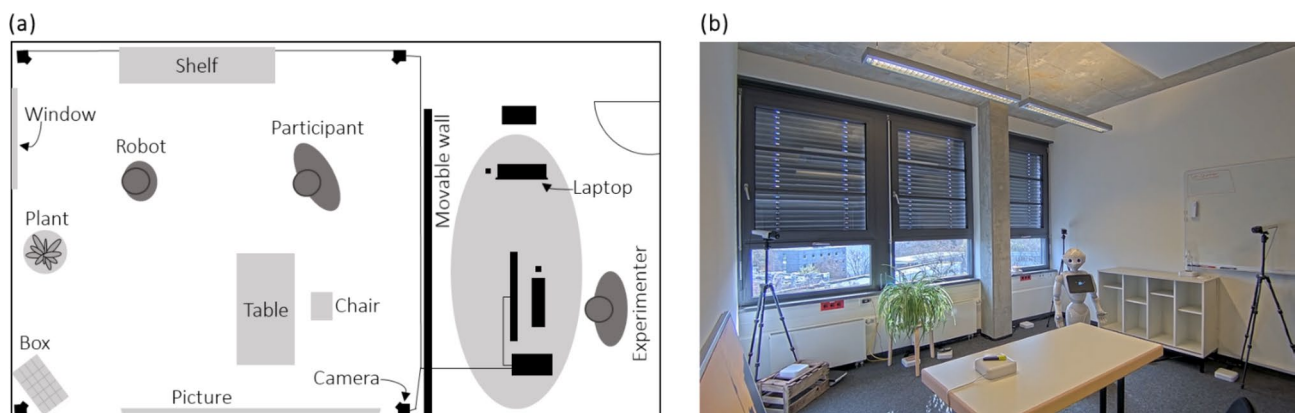 (a)
Shelf
Window
Participant
Robot
Movable wall
Laptop
Plant
Experimenter
Table
Chair
Box
Camera
Picture
(b)